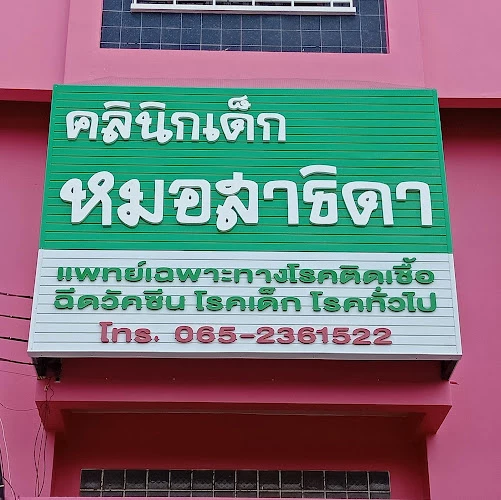 คลินิกเด็ก
หมอสาธิดา
แพทย์เฉพาะทางโรคติดเชื้อ
ฉีดวัคซีน โรคเด็ก โรคทั่วไป
โทร. 065-2361522